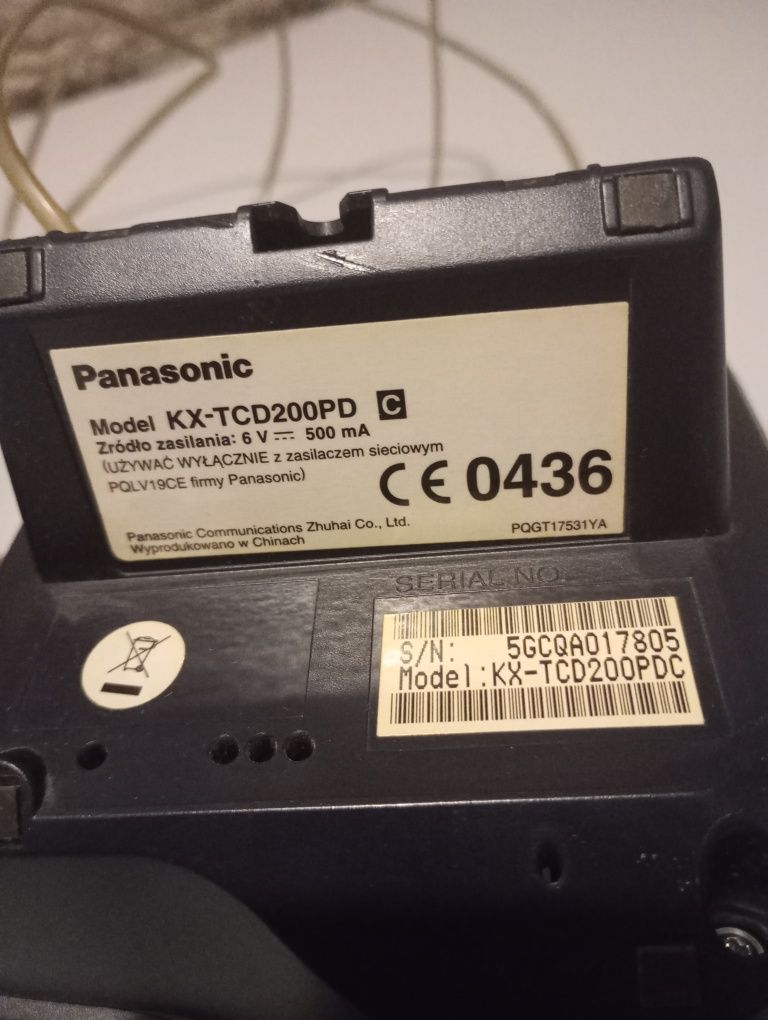 Panasonic
Model KX-TCD200PD C
Zródło zasilania: 6 V 500 mA
(UŻYWAĆ WYŁĄCZNIE z zasilaczem sieciowym
PQLV19CE firmy Panasonic)
CE 0436
Panasonic Communications Zhuhai Co., Ltd.
Wyprodukowano w Chinach
PQGT17531YA
SERIAL NO.
S/N: 5GCQA017805
Model:KX-TCD200PDC